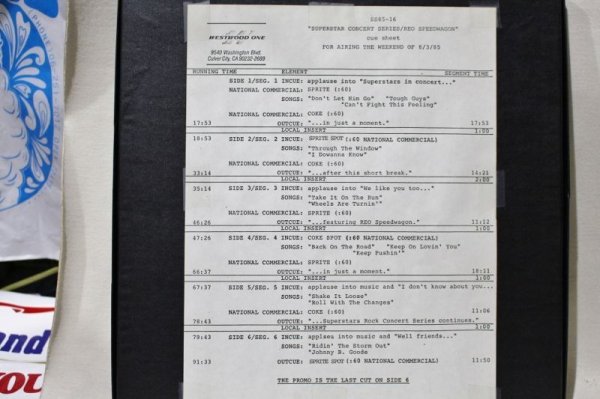 SS85-16
"SUPERSTAR CONCERT SERIES/REO SPEEDWAGON"
cue sheet
FOR AIRING THE WEEKEND OF 8/3/85
WESTWOOD ONE
9540 Washington Blvd.
Culver City, CA 90232-2689
RUNNING TIME ELEMENT SEGMENT TIME
SIDE 1/SEG. 1 INCUE: applause into "Superstars in concert..."
NATIONAL COMMERCIAL: SPRITE (:60)
SONGS: "Don't Let Him Go" "Tough Guys"
"Can't Fight This Feeling"
NATIONAL COMMERCIAL: COKE (:60)
17:53 OUTCUE: "...in just a moment." 17:53
LOCAL INSERT 1:00
18:53 SIDE 2/SEG. 2 INCUE: SPRITE SPOT (:60 NATIONAL COMMERCIAL)
SONGS: "Through The Window"
"I Dowanna Know"
NATIONAL COMMERCIAL: COKE (:60)
33:14 OUTCUE: "...after this short break." 14:21
LOCAL INSERT 2:00
35:14 SIDE 3/SEG. 3 INCUE: applause into "We like you too..."
SONGS: "Take It On The Run"
"Wheels Are Turnin'"
NATIONAL COMMERCIAL: SPRITE (:60)
46:26 OUTCUE: "...featuring REO Speedwagon." 11:12
LOCAL INSERT 1:00
47:26 SIDE 4/SEG. 4 INCUE: COKE SPOT (:60 NATIONAL COMMERCIAL)
SONGS: "Back On The Road" "Keep On Lovin' You"
"Keep Pushin'"
NATIONAL COMMERCIAL: SPRITE (:60)
66:37 OUTCUE: "...in just a moment." 19:11
LOCAL INSERT 1:00
67:37 SIDE 5/SEG. 5 INCUE: applause into music and "I don't know about you...
SONGS: "Shake It Loose"
"Roll With The Changes"
NATIONAL COMMERCIAL: COKE (:60) 11:06
78:43 OUTCUE: "...Superstars Rock Concert Series continues."
LOCAL INSERT 1:00
79:43 SIDE 6/SEG. 6 INCUE: applause into music and "Well friends..."
SONGS: "Ridin' The Storm Out"
"Johnny B. Goode
91:33 OUTCUE: SPRITE SPOT (:60 NATIONAL COMMERCIAL) 11:50
THE PROMO IS THE LAST CUT ON SIDE 6
nd
YOU